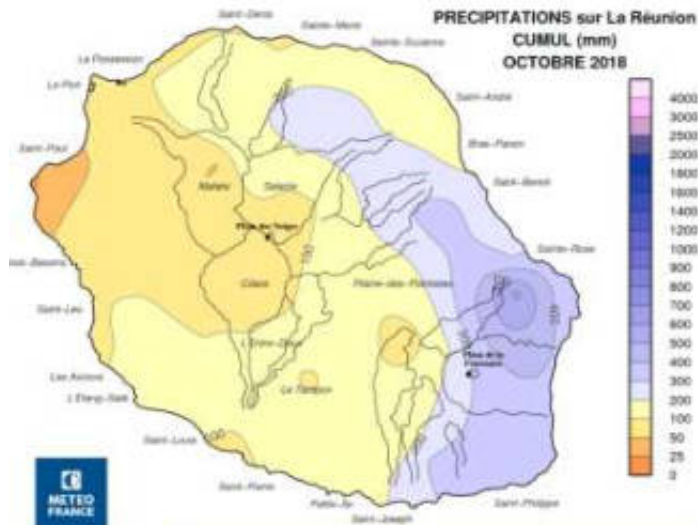 PRECIPITATIONS sur La Réunion
CUMUL (mm)
OCTOBRE 2018
Saint-Denis
Sainte-Marie
Sainte-Suzanne
La Possession
Le Port
Saint-André
Bras-Panon
Saint-Paul
Saint-Benoit
Mafate
Salazie
Piton des Neiges
Sainte-Rose
Cilaos
Plaine-des-Palmistes
Saint-Leu
L'Entre-Deux
Piton de la Fournaise
Les Avirons
Le Tampon
L'Etang-Salé
Saint-Louis
Saint-Pierre
Petite-Ile
Saint-Joseph
Saint-Philippe
4000
3000
2500
2000
1800
1600
1400
1200
1000
900
800
700
600
500
400
300
200
100
50
25
0
METEO
FRANCE